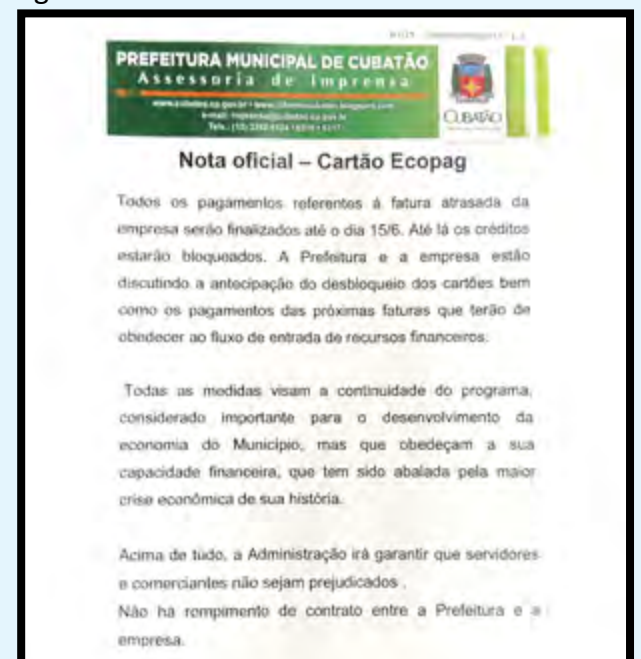 PREFEITURA MUNICIPAL DE CUBATÃO
Assessoria de Imprensa
CUBATÃO
Nota oficial – Cartão Ecopag
Todos os pagamentos referentes à fatura atrasada da
empresa serão finalizados até o dia 15/6. Até lá os créditos
estarão bloqueados. A Prefeitura e a empresa estão
discutindo a antecipação do desbloqueio dos cartões bem
como os pagamentos das próximas faturas que terão de
obedecer ao fluxo de entrada de recursos financeiros.
Todas as medidas visam a continuidade do programa,
considerado importante para o desenvolvimento da
economia do Município, mas que obedeçam a sua
capacidade financeira, que tem sido abalada pela maior
crise econômica de sua história.
Acima de tudo, a Administração irá garantir que servidores
e comerciantes não sejam prejudicados .
Não há rompimento de contrato entre a Prefeitura e a
empresa.